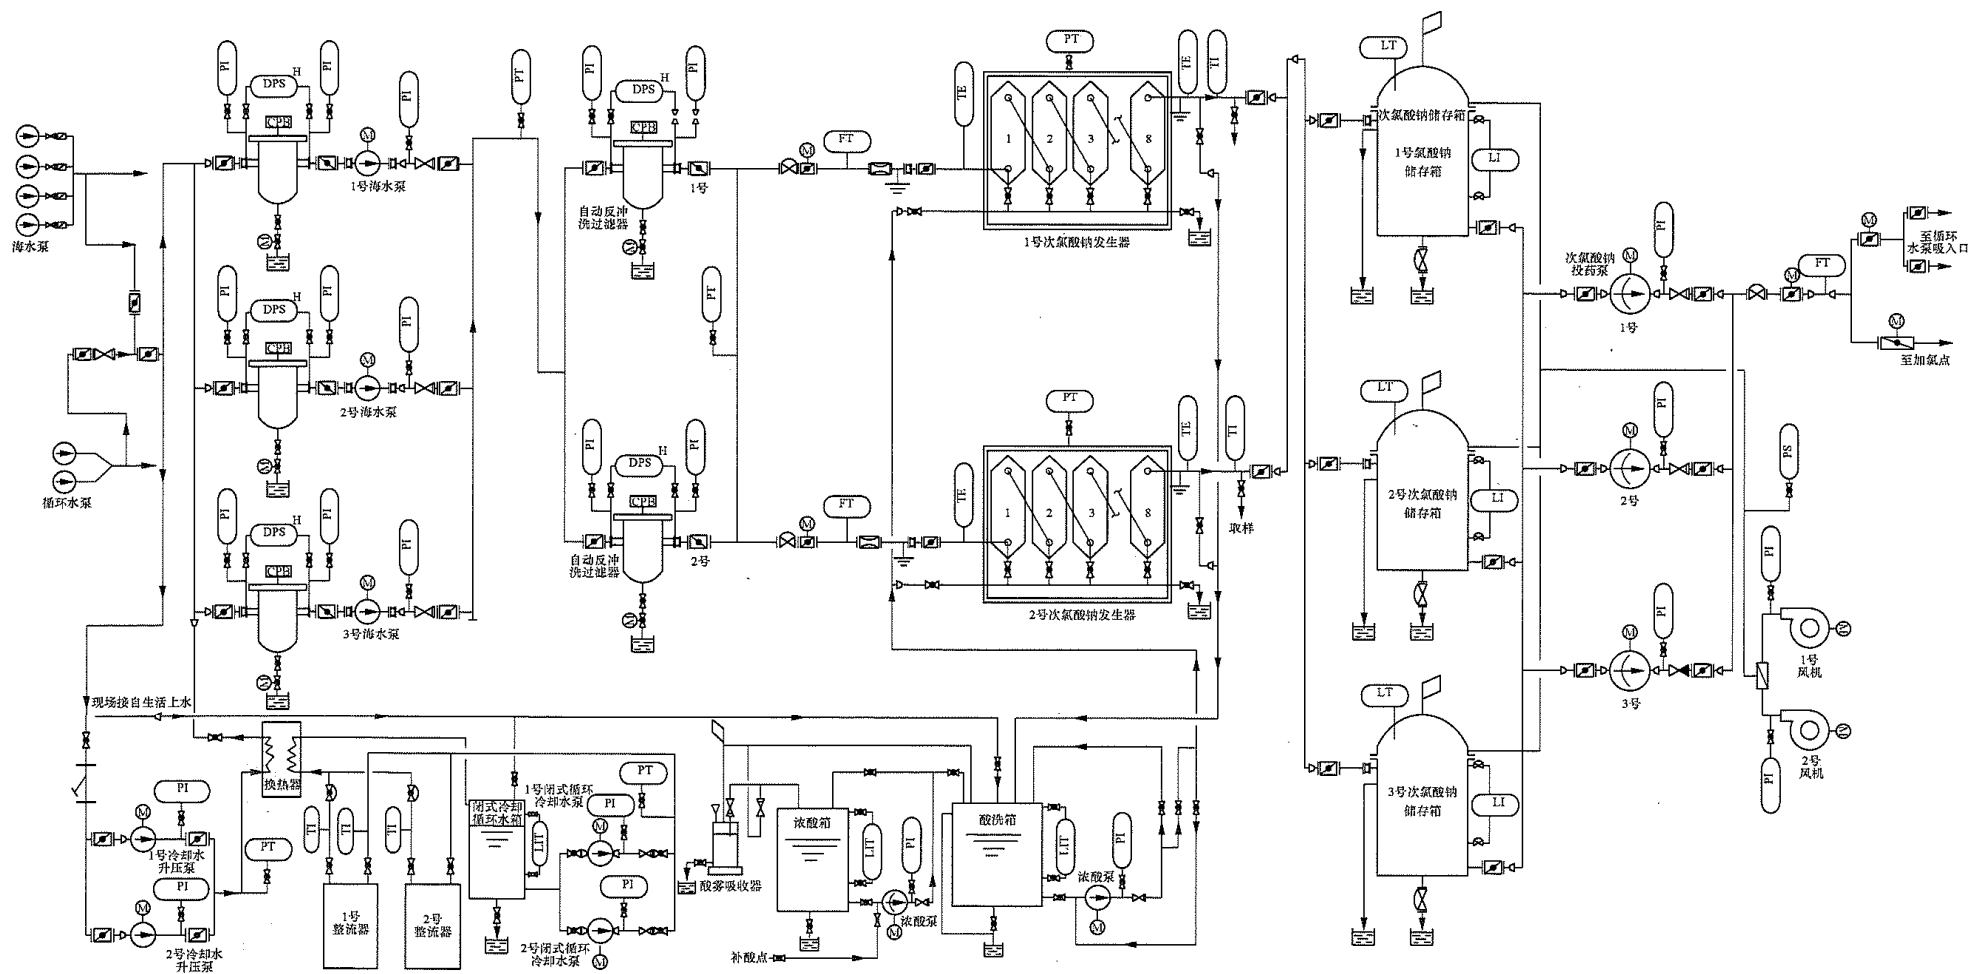 PI
DPS
H
PI
CPB
M
PI
1号海水泵
M
海水泵
PI
DPS
H
PI
CPB
M
PI
2号海水泵
M
循环水泵
PI
DPS
H
PI
CPB
M
PI
3号海水泵
M
PT
PI
DPS
H
PI
CPB
1号
自动反冲
洗过滤器
M
PT
PI
DPS
H
PI
CPB
2号
自动反冲
洗过滤器
M
M
FT
TE
PT
1
2
3
8
1号次氯酸钠发生器
TE
TI
M
FT
TE
PT
1
2
3
8
2号次氯酸钠发生器
TE
TI
取样
LT
次氯酸钠储存箱
1号氯酸钠
储存箱
LI
LT
2号次氯酸钠
储存箱
LI
LT
3号次氯酸钠
储存箱
LI
次氯酸钠
投药泵
M
PI
1号
M
PI
2号
M
PI
3号
M
FT
M
至循环
水泵吸入口
M
至加氯点
PS
PI
1号
风机
M
2号
风机
M
PI
现场接自生活上水
换热器
M
PI
1号冷却水
升压泵
M
PI
2号冷却水
升压泵
PT
TI
TI
TI
1号
整流器
2号
整流器
闭式冷却
循环水箱
LIT
1号闭式循环
冷却水泵
M
PI
PT
PI
2号闭式循环
冷却水泵
M
酸雾吸收器
浓酸箱
LIT
PI
浓酸泵
M
补酸点
酸洗箱
LIT
浓酸泵
M
PI